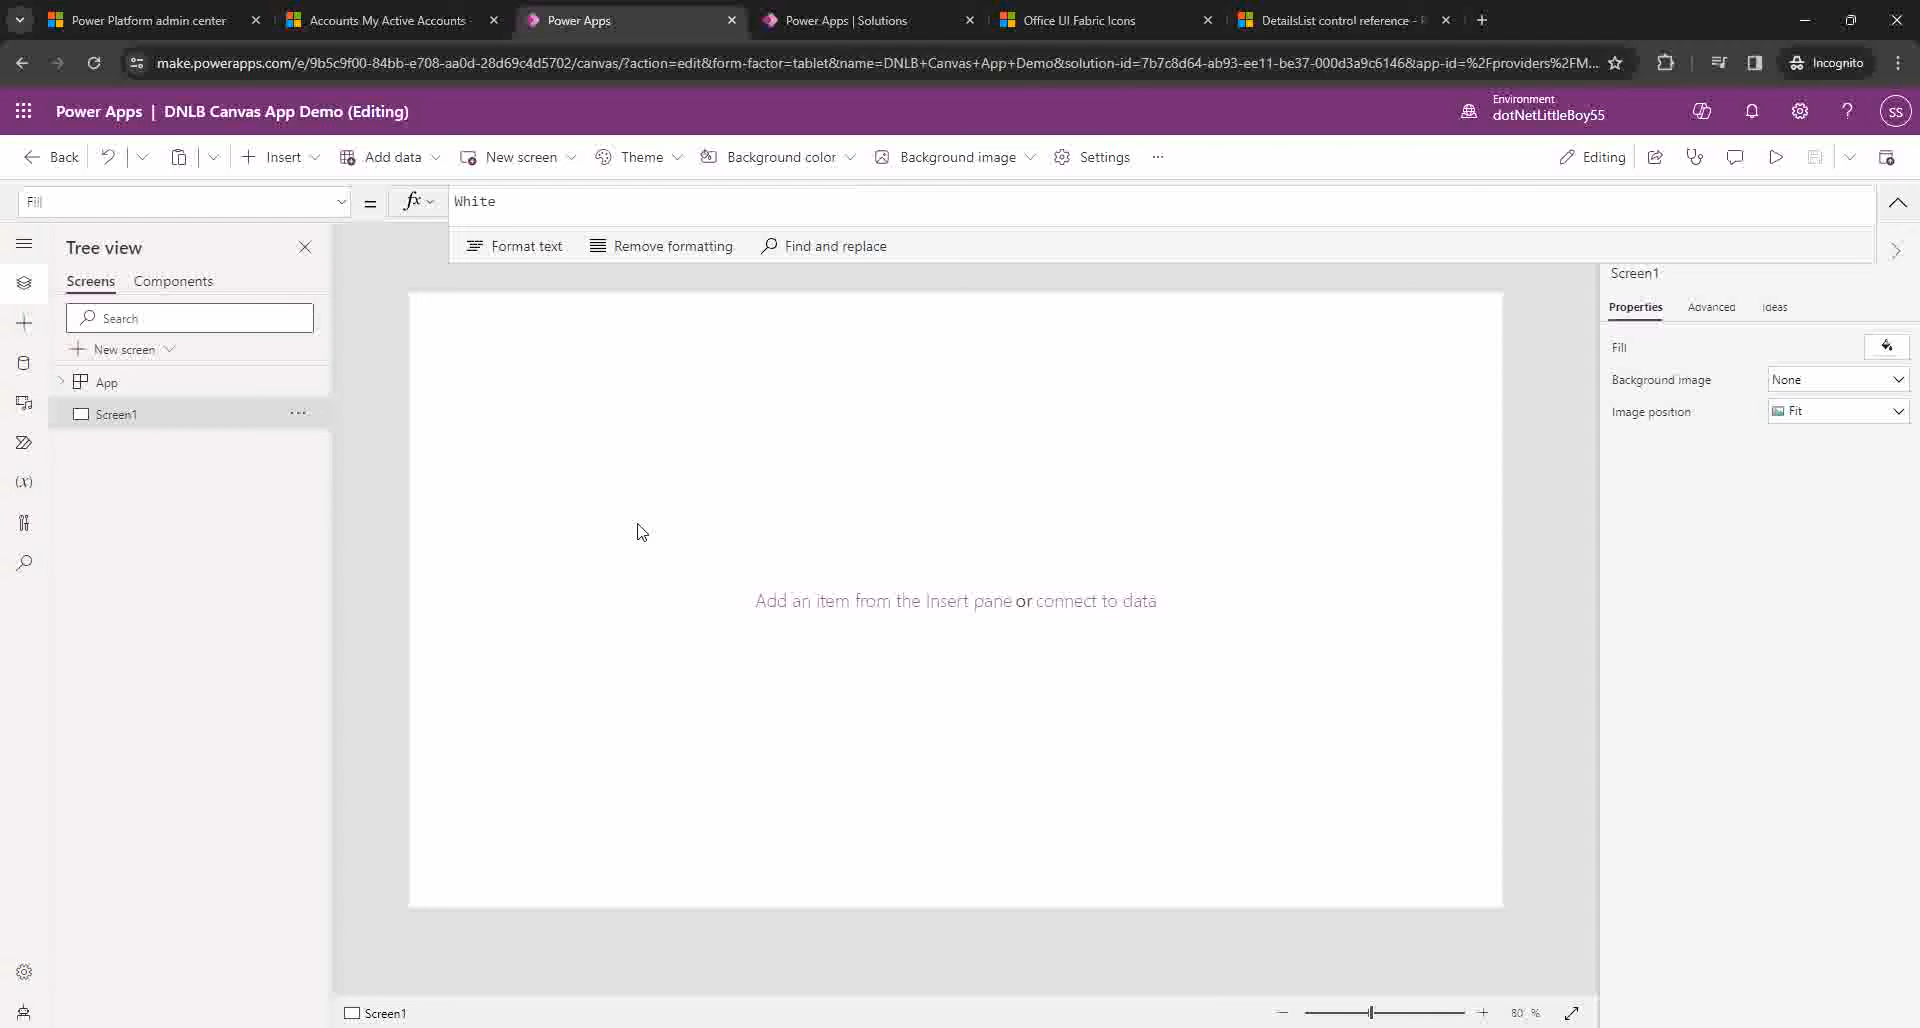 Power Platform admin center
Accounts My Active Accounts
Power Apps
Power Apps | Solutions
Office UI Fabric Icons
DetailsList control reference -
make.powerapps.com/e/9b5c9f00-84bb-e708-aa0d-28d69c4d5702/canvas/?action=edit&form-factor=tablet&name=DNLB+Canvas+App+Demo&solution-id=7b7c8d64-ab93-ee11-be37-000d3a9c6146&app-id=%2Fproviders%2FM...
Incognito
Power Apps | DNLB Canvas App Demo (Editing)
Environment
dotNetLittleBoy55
SS
Back
Insert
Add data
New screen
Theme
Background color
Background image
Settings
...
Editing
Fill
=
fx
White
Format text
Remove formatting
Find and replace
Tree view
Screens
Components
Search
New screen
App
Screen1
...
Add an item from the Insert pane or connect to data
Screen1
Properties
Advanced
Ideas
Fill
Background image
None
Image position
Fit
Screen1
80 %